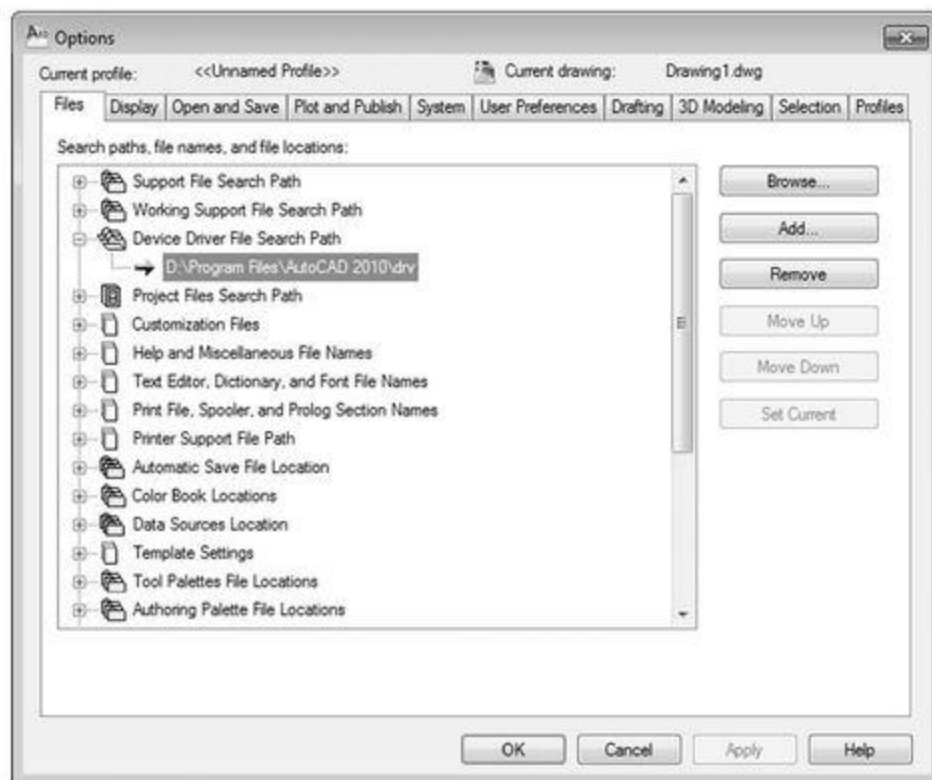 Options
Current profile: <<Unnamed Profile>> Current drawing: Drawing1.dwg
Files Display Open and Save Plot and Publish System User Preferences Drafting 3D Modeling Selection Profiles
Search paths, file names, and file locations:
Support File Search Path
Working Support File Search Path
Device Driver File Search Path
D:\Program Files\AutoCAD 2010\drv
Project Files Search Path
Customization Files
Help and Miscellaneous File Names
Text Editor, Dictionary, and Font File Names
Print File, Spooler, and Prolog Section Names
Printer Support File Path
Automatic Save File Location
Color Book Locations
Data Sources Location
Template Settings
Tool Palettes File Locations
Authoring Palette File Locations
Browse...
Add...
Remove
Move Up
Move Down
Set Current
OK Cancel Apply Help